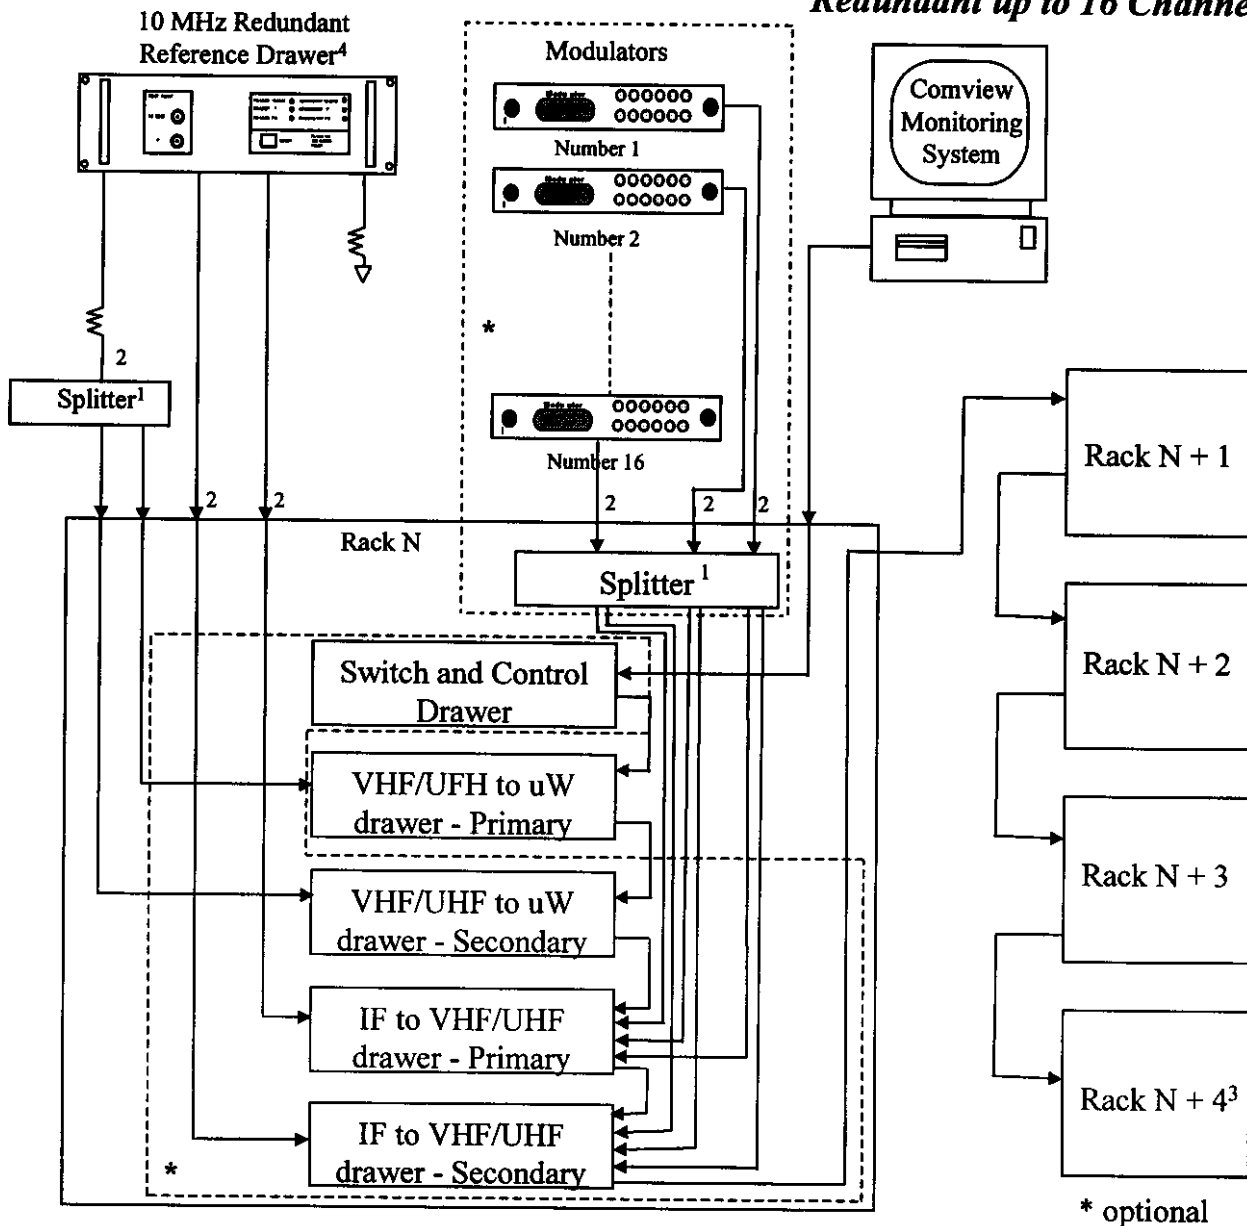 Redundant up to 16 Channe
10 MHz Redundant
Reference Drawer⁴
Modulators
Number 1
Number 2
Number 16
Comview
Monitoring
System
*
2
Splitter¹
2
2
2
2
2
Rack N
Splitter ¹
Switch and Control
Drawer
VHF/UFH to uW
drawer - Primary
VHF/UHF to uW
drawer - Secondary
IF to VHF/UHF
drawer - Primary
IF to VHF/UHF
drawer - Secondary
*
Rack N + 1
Rack N + 2
Rack N + 3
Rack N + 4³
* optional